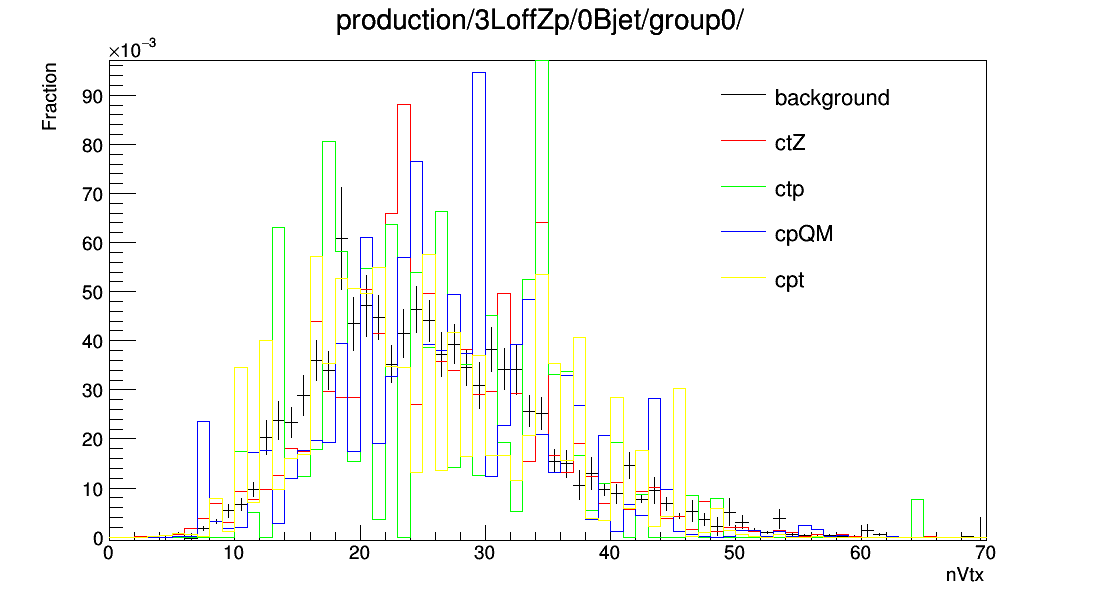 production/3LoffZp/0Bjet/group0/
×10⁻³
Fraction
90
80
70
60
50
40
30
20
10
0
background
ctZ
ctp
cpQM
cpt
0 10 20 30 40 50 60 70
nVtx